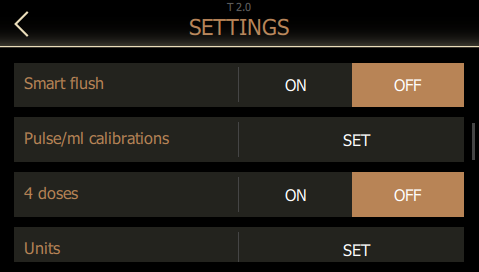 T 2.0
SETTINGS
Smart flush ON OFF
Pulse/ml calibrations SET
4 doses ON OFF
Units SET